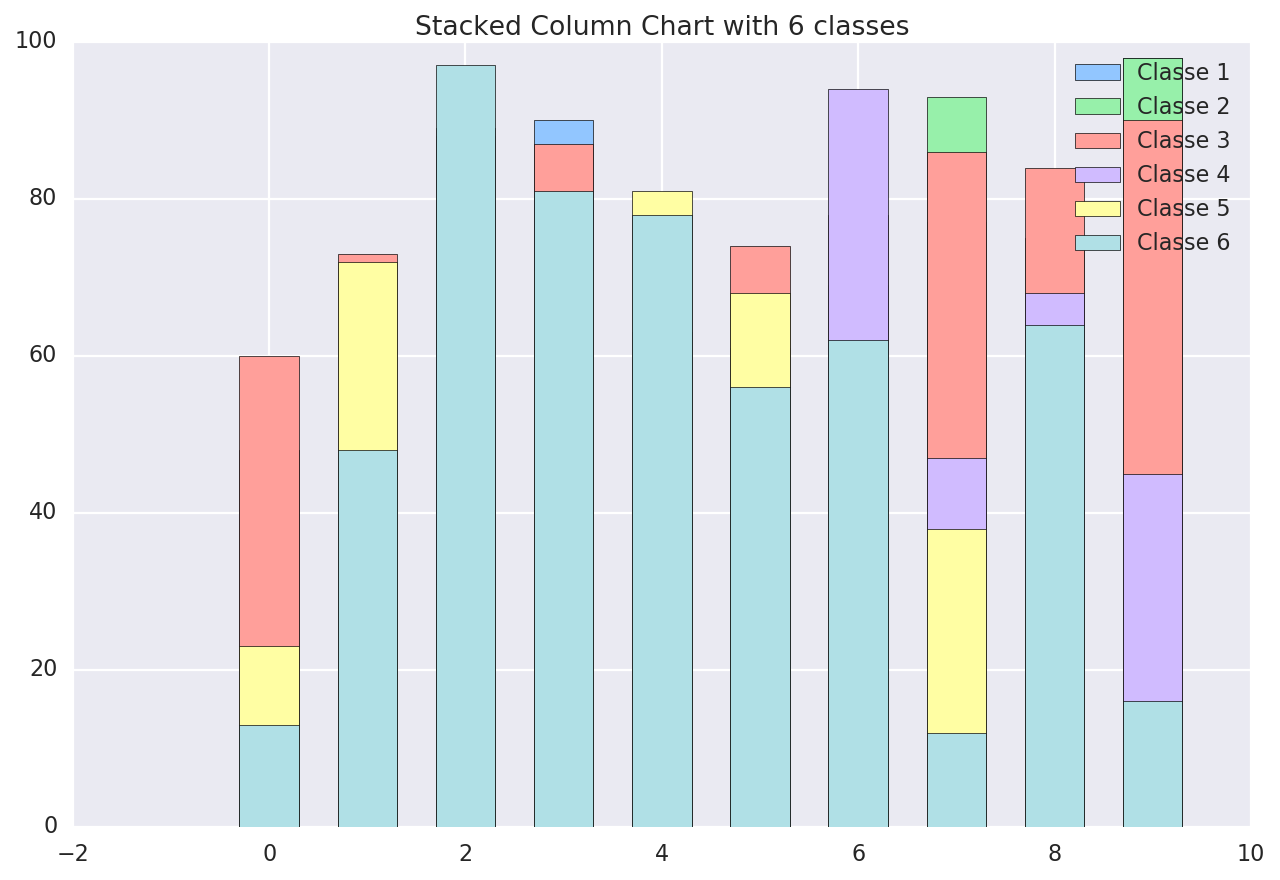 Stacked Column Chart with 6 classes
100
80
60
40
20
0
−2 0 2 4 6 8 10
Classe 1
Classe 2
Classe 3
Classe 4
Classe 5
Classe 6